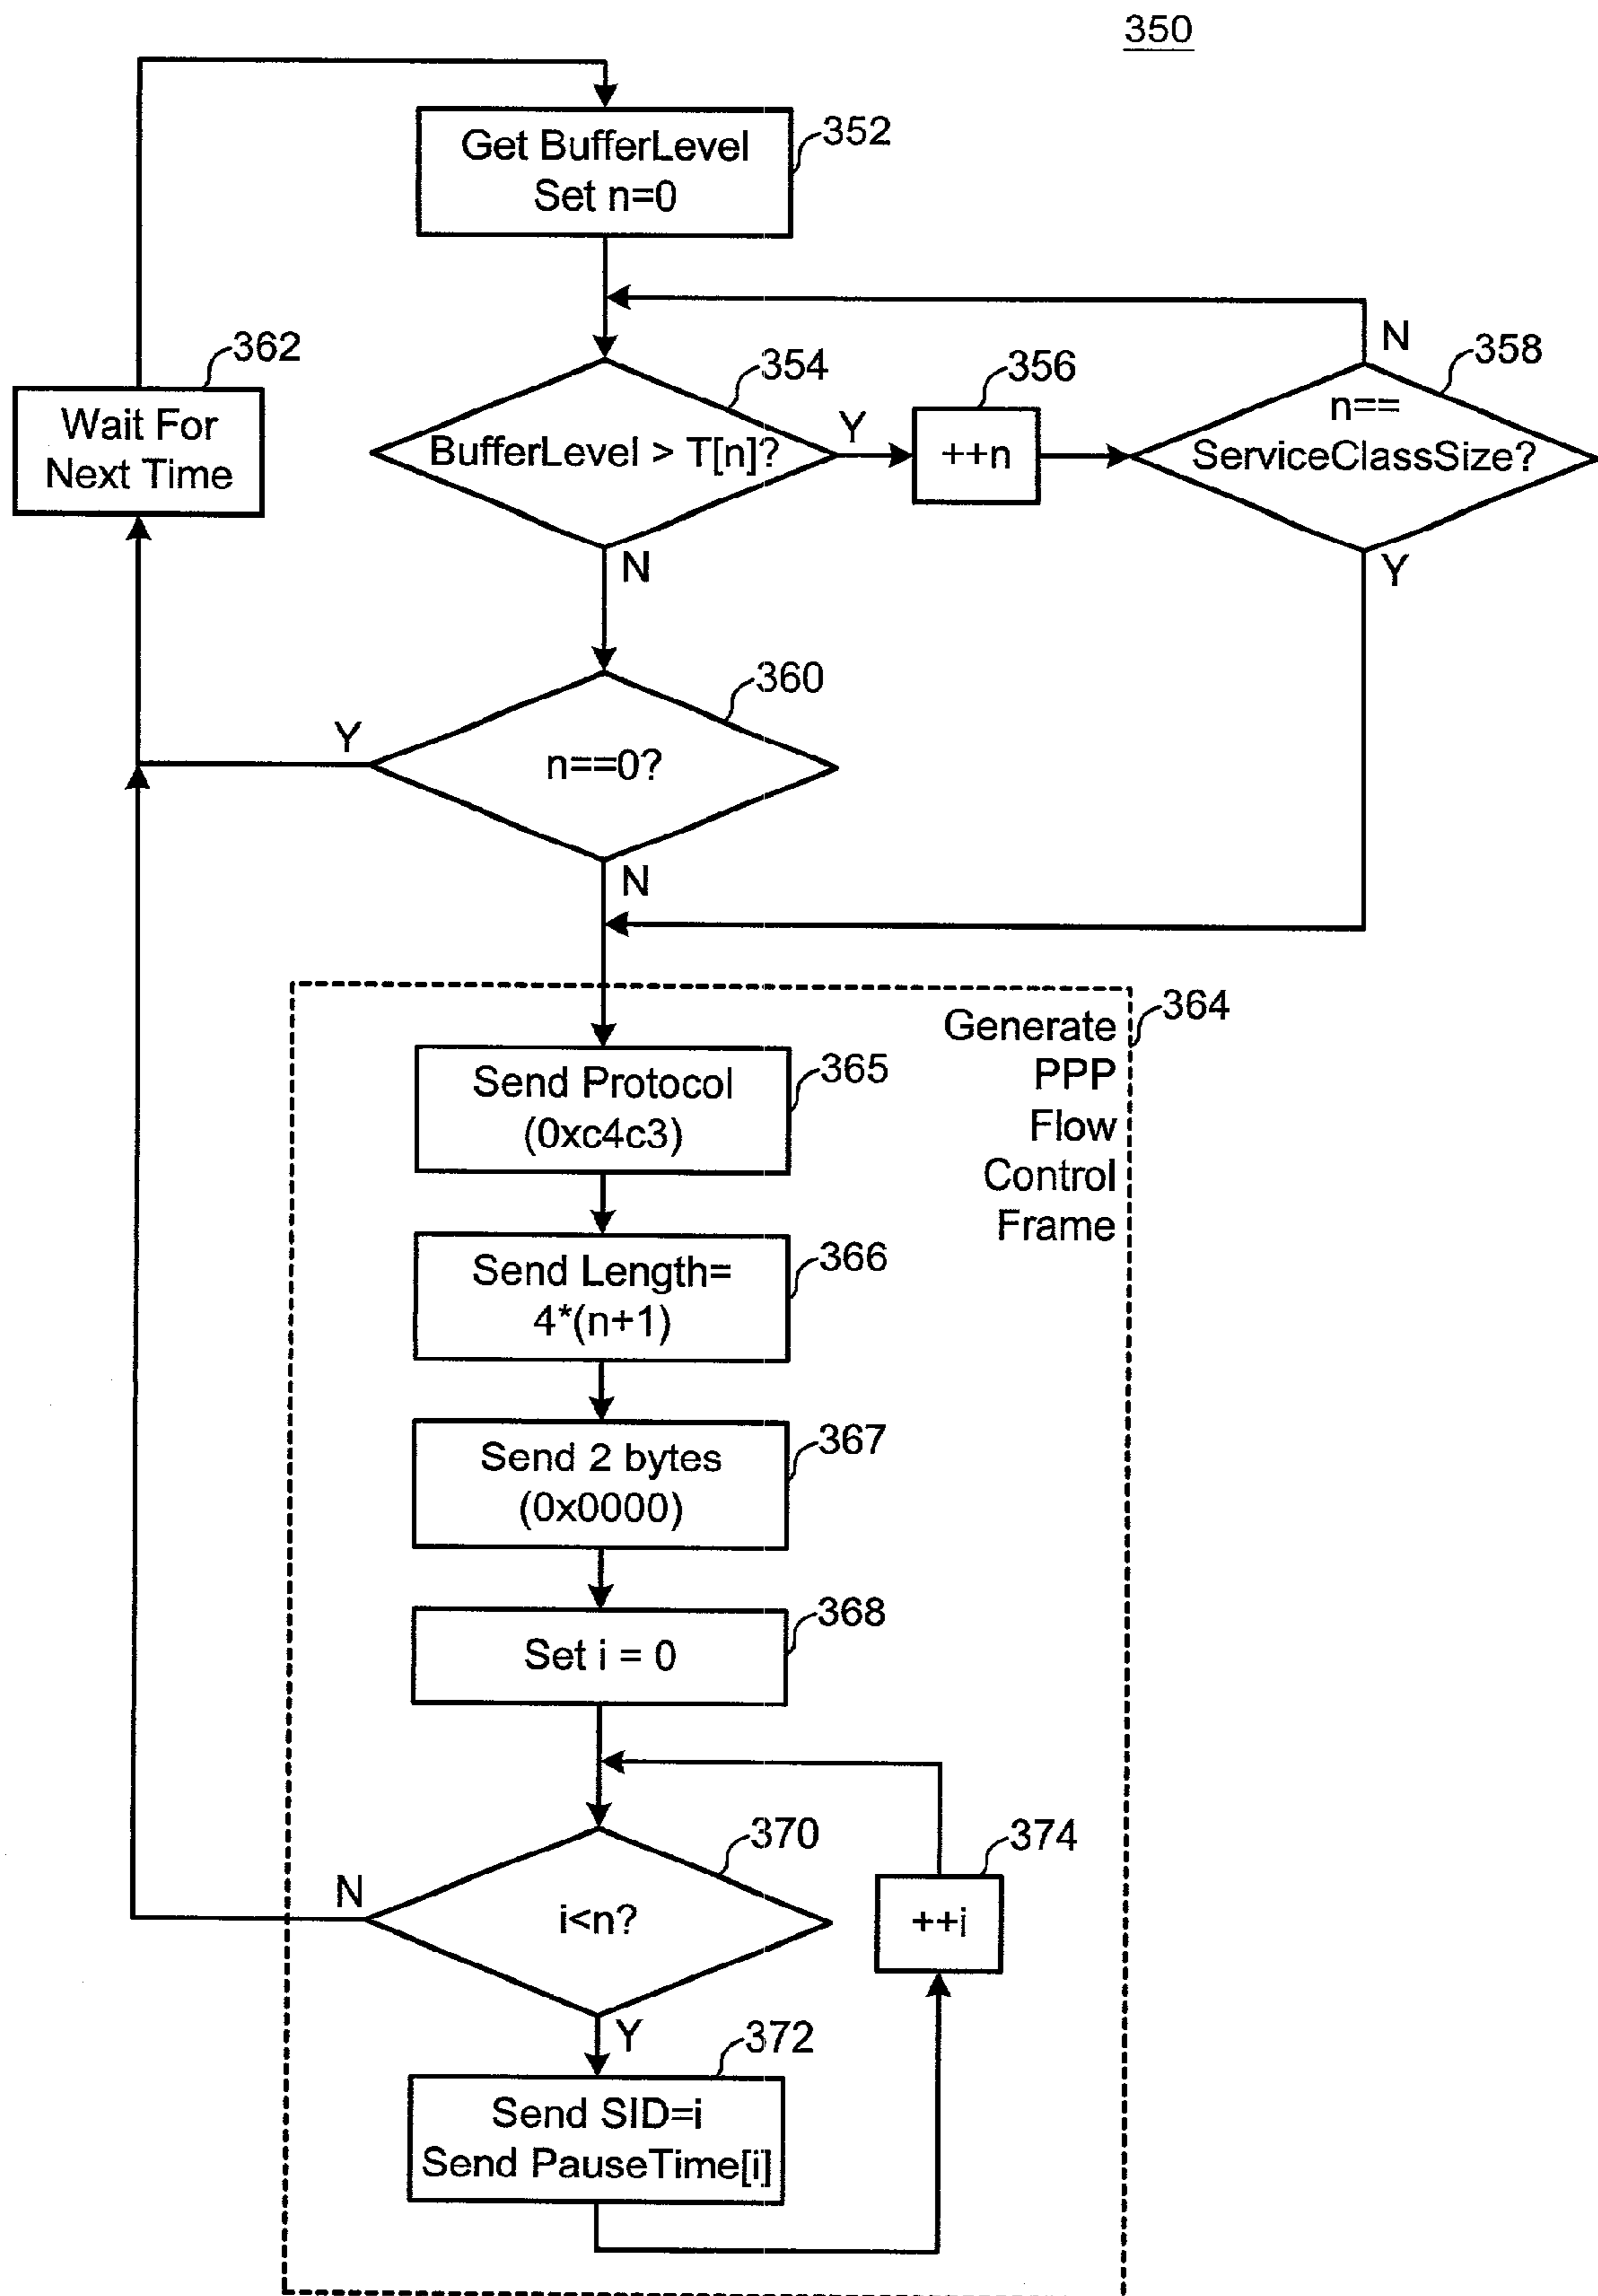 350
Get BufferLevel
Set n=0
352
362
Wait For
Next Time
354
BufferLevel > T[n]?
Y
356
++n
N
358
n==
ServiceClassSize?
Y
N
360
Y
n==0?
N
364
Generate
PPP
Flow
Control
Frame
Send Protocol
(0xc4c3)
365
Send Length=
4*(n+1)
366
Send 2 bytes
(0x0000)
367
Set i = 0
368
370
N
i<n?
374
++i
Y
372
Send SID=i
Send PauseTime[i]